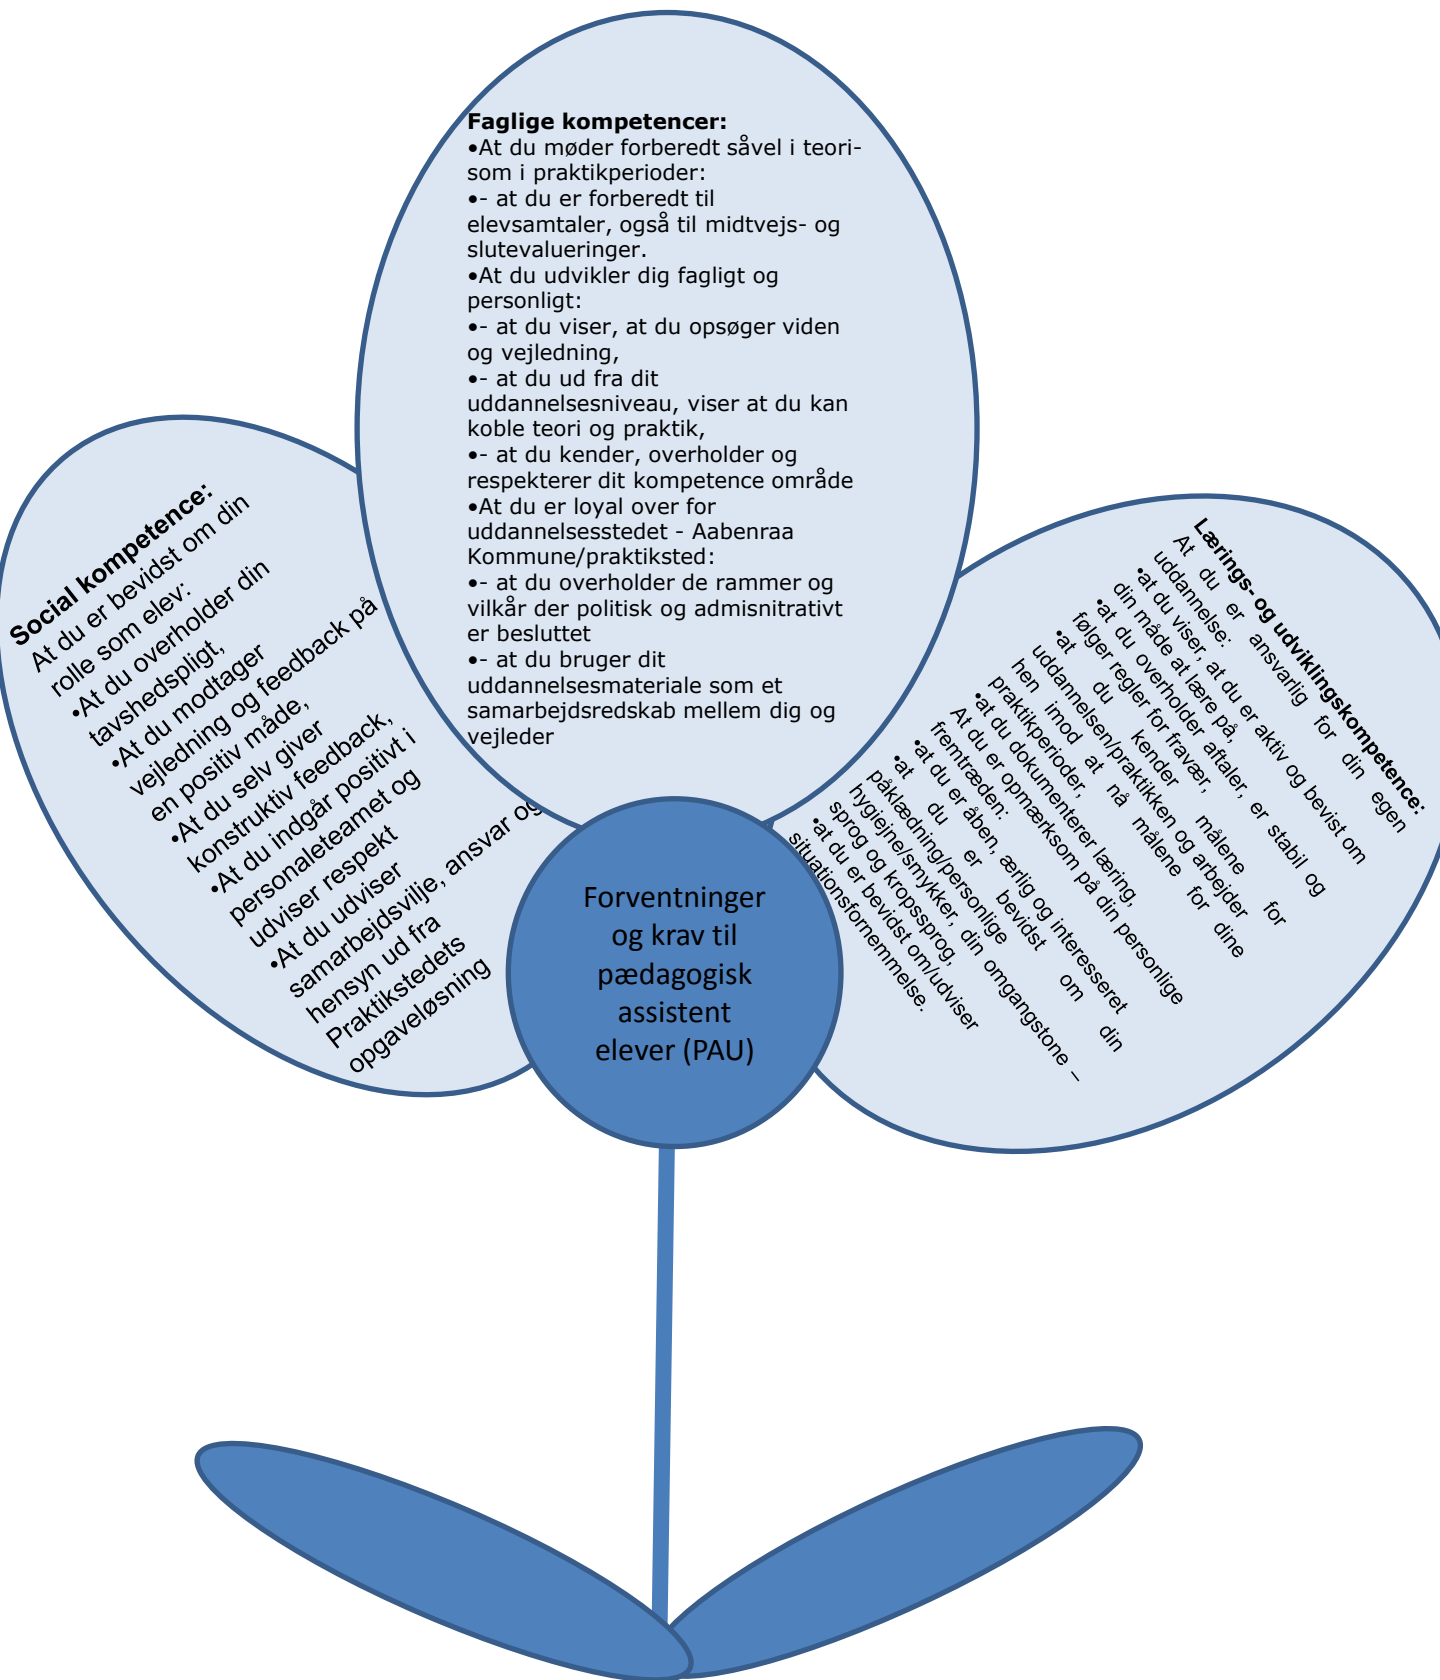 Faglige kompetencer:
•At du møder forberedt såvel i teori-
som i praktikperioder:
•- at du er forberedt til
elevsamtaler, også til midtvejs- og
slutevalueringer.
•At du udvikler dig fagligt og
personligt:
•- at du viser, at du opsøger viden
og vejledning,
•- at du ud fra dit
uddannelsesniveau, viser at du kan
koble teori og praktik,
•- at du kender, overholder og
respekterer dit kompetence område
•At du er loyal over for
uddannelsesstedet - Aabenraa
Kommune/praktiksted:
•- at du overholder de rammer og
vilkår der politisk og admisnitrativt
er besluttet
•- at du bruger dit
uddannelsesmateriale som et
samarbejdsredskab mellem dig og
vejleder
Social kompetence:
At du er bevidst om din
rolle som elev:
•At du overholder din
tavshedspligt,
•At du modtager
vejledning og feedback på
en positiv måde,
•At du selv giver
konstruktiv feedback,
•At du indgår positivt i
personaleteamet og
udviser respekt
•At du udviser
samarbejdsvilje, ansvar og
hensyn ud fra
Praktikstedets
opgaveløsning
Lærings- og udviklingskompetence:
At du er ansvarlig for din egen
uddannelse:
•at du viser, at du er aktiv og bevist om
din måde at lære på,
•at du overholder aftaler, er stabil og
følger regler for fravær,
•at du kender målene for
uddannelsen/praktikken og arbejder
hen imod at nå målene for dine
praktikperioder,
•at du dokumenterer læring,
At du er opmærksom på din personlige
fremtræden:
•at du er åben, ærlig og interesseret
•at du er bevidst om din
påklædning/personlige
hygiejne/smykker, din omgangstone –
sprog og kropssprog,
•at du er bevidst om/udviser
situationsfornemmelse.
Forventninger
og krav til
pædagogisk
assistent
elever (PAU)